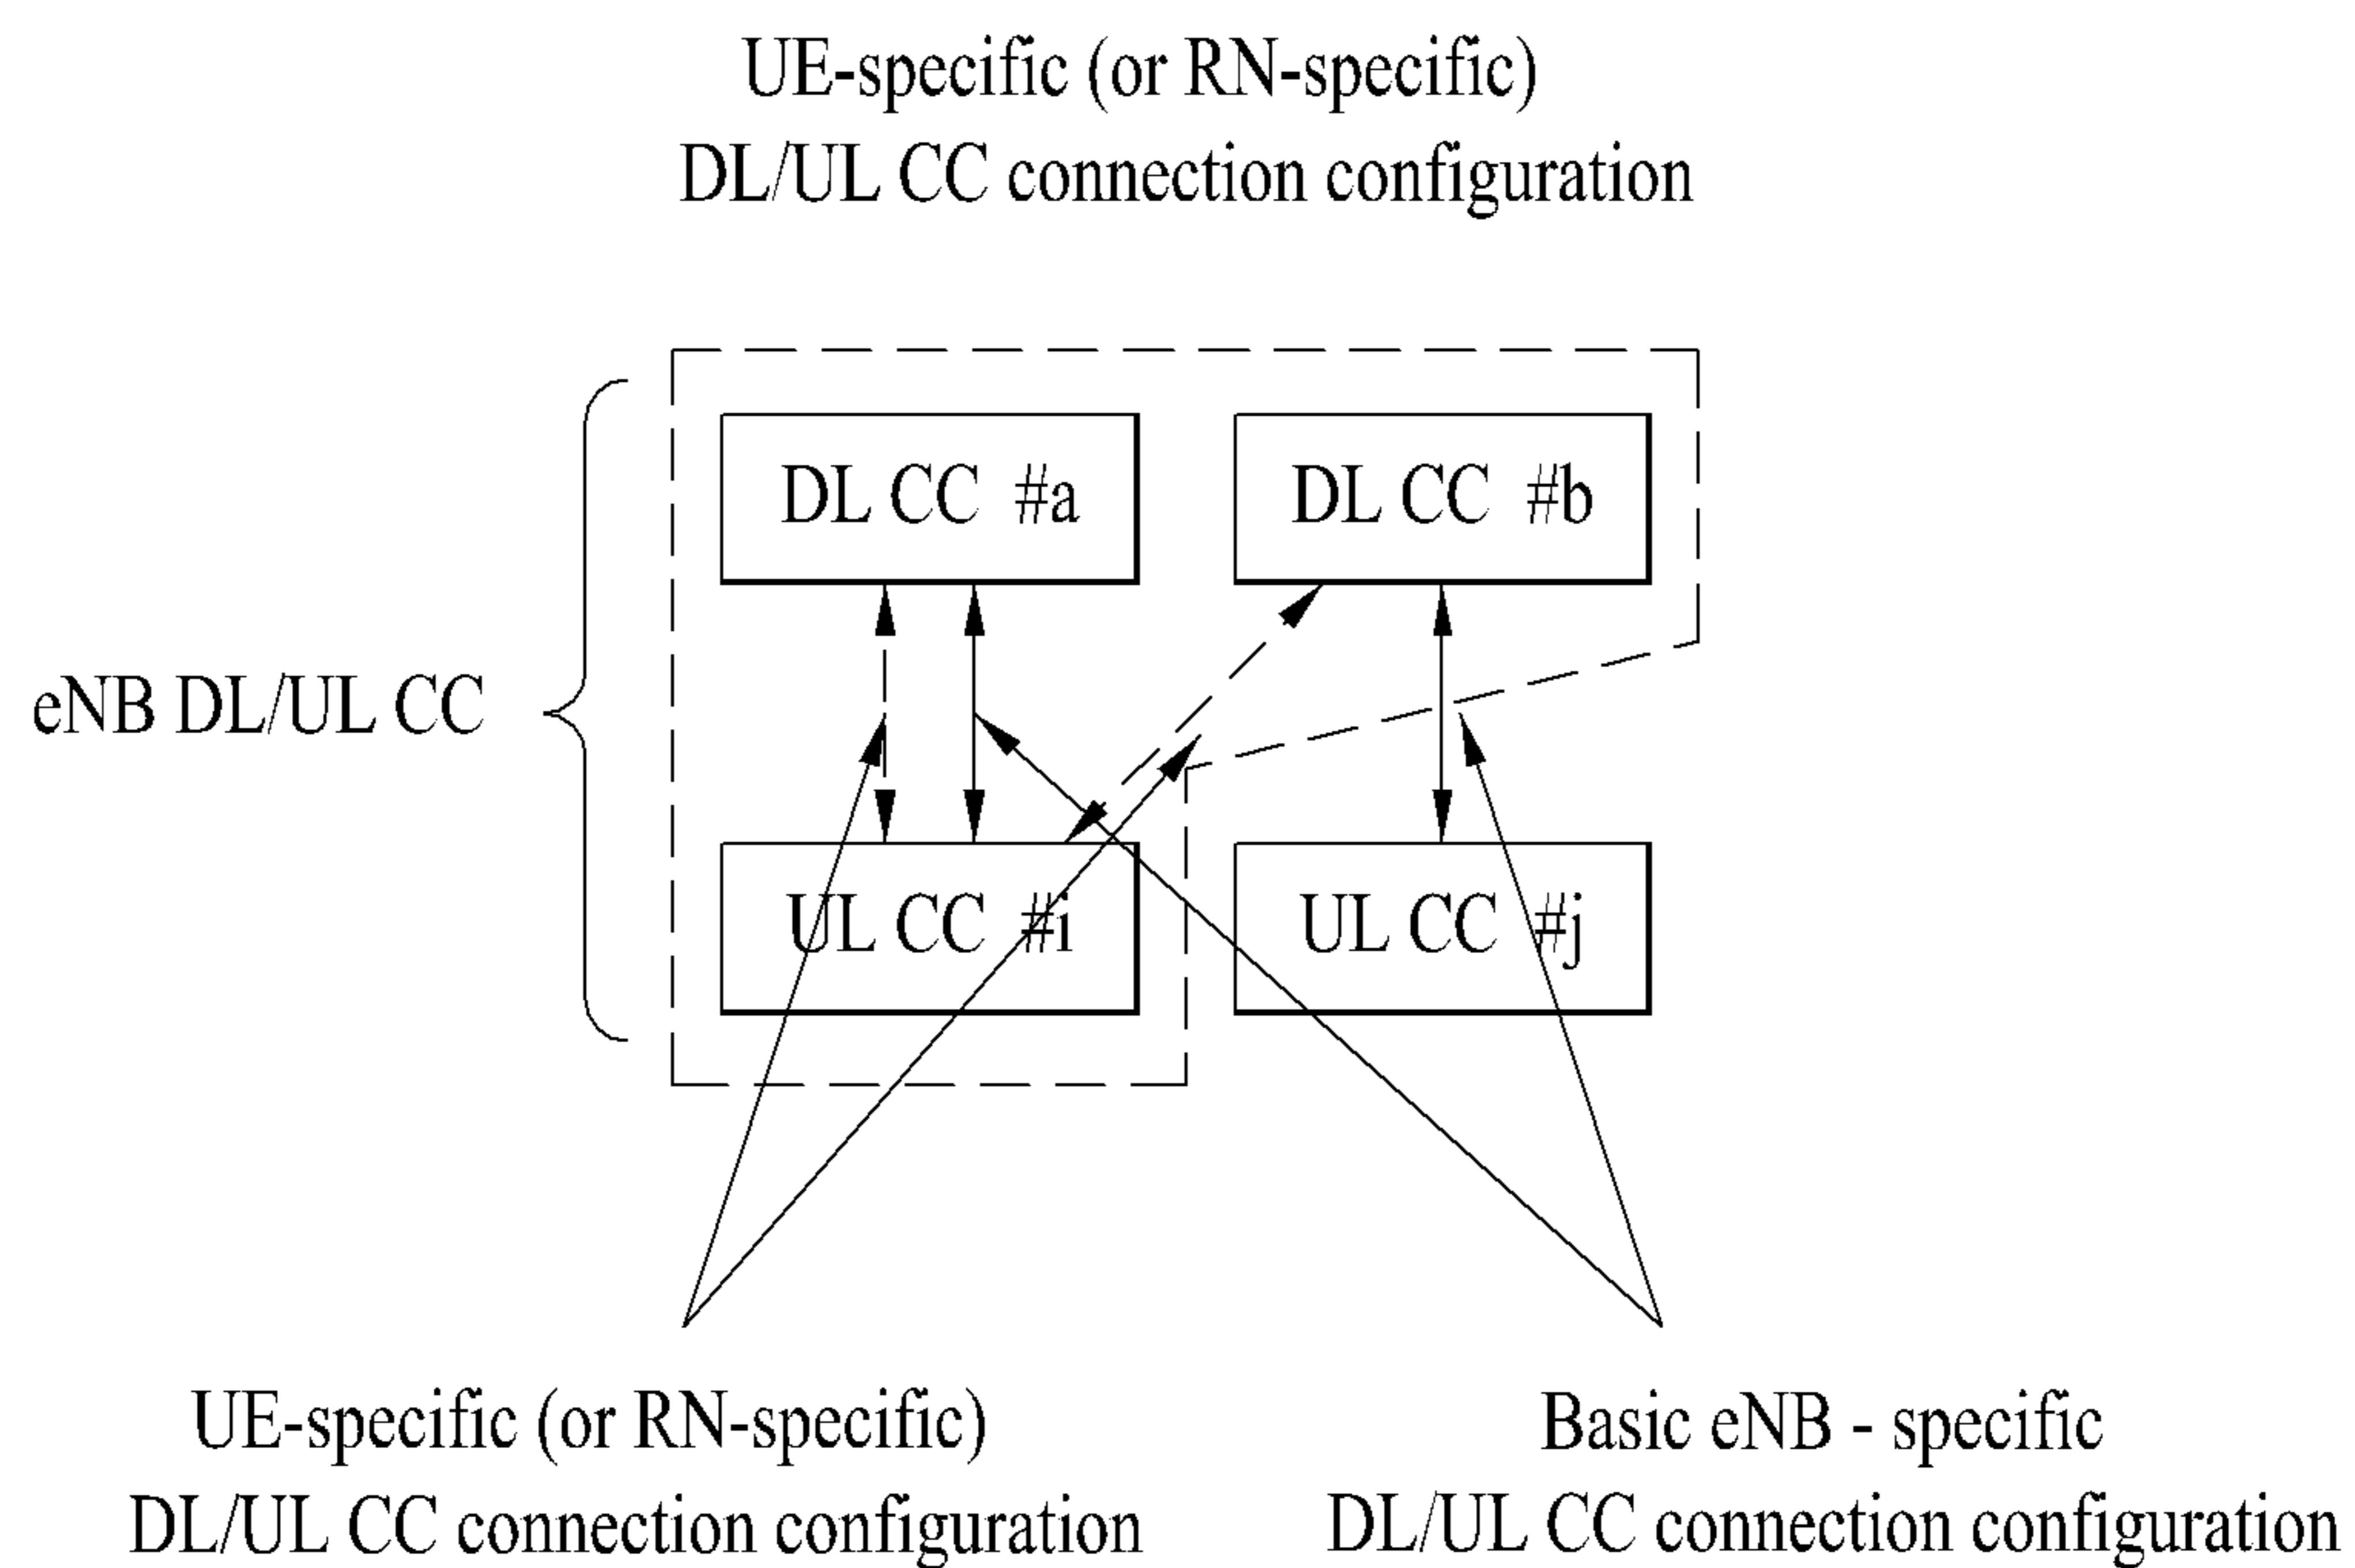 UE-specific (or RN-specific)
DL/UL CC connection configuration
DL CC #a
DL CC #b
eNB DL/UL CC
UL CC #i
UL CC #j
UE-specific (or RN-specific)
DL/UL CC connection configuration
Basic eNB - specific
DL/UL CC connection configuration